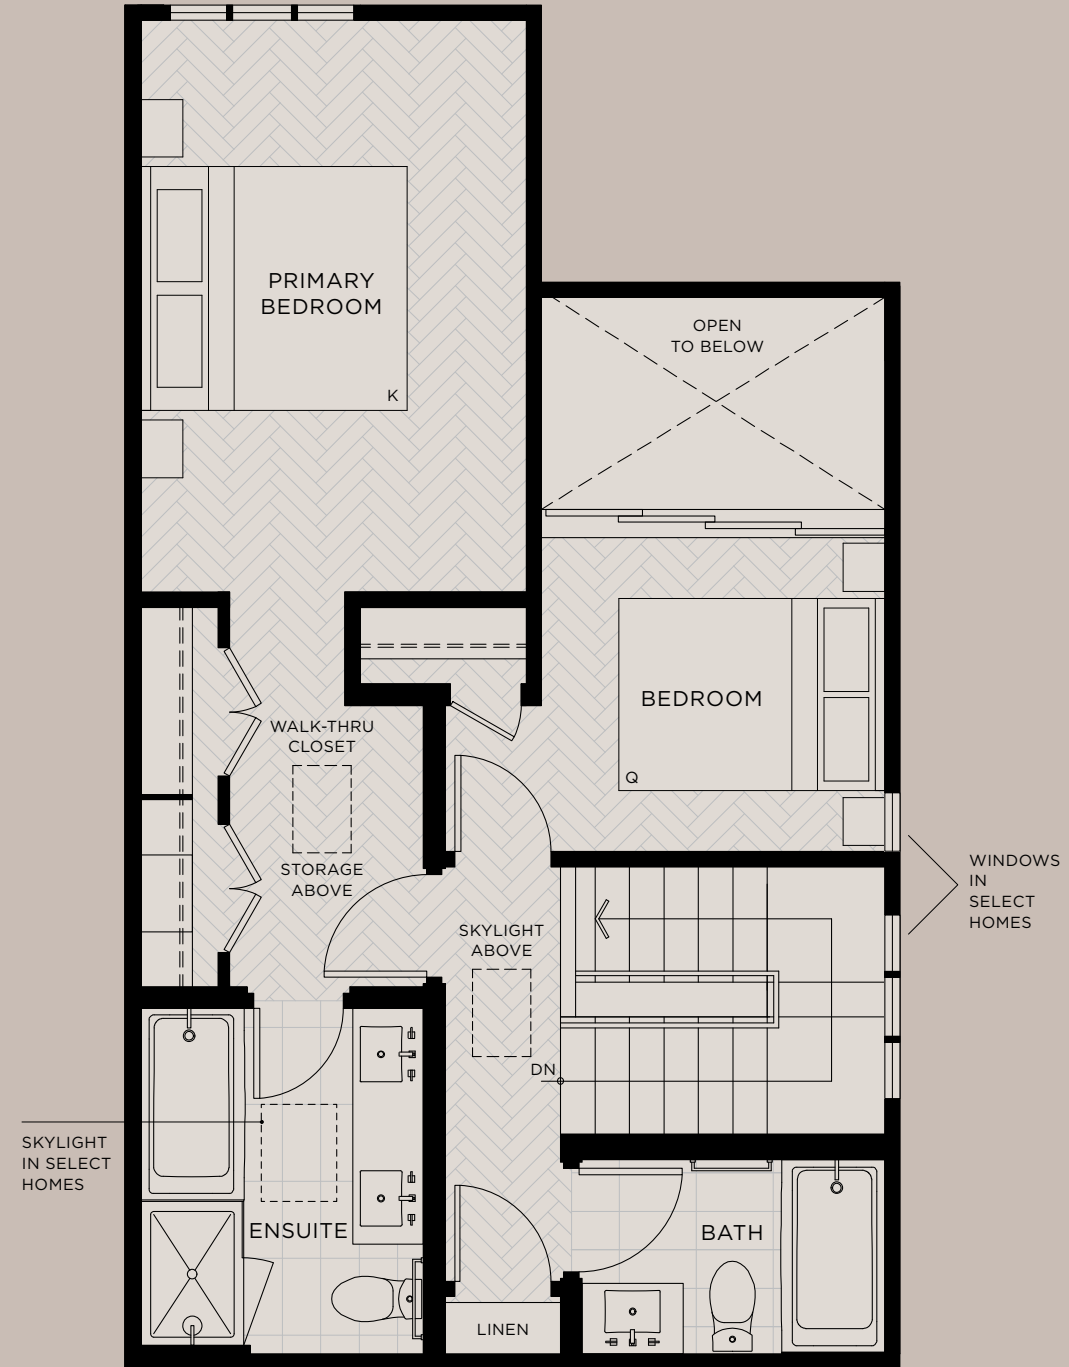 PRIMARY
BEDROOM
K
OPEN
TO BELOW
BEDROOM
Q
WALK-THRU
CLOSET
STORAGE
ABOVE
WINDOWS
IN
SELECT
HOMES
SKYLIGHT
ABOVE
DN
SKYLIGHT
IN SELECT
HOMES
ENSUITE
BATH
LINEN